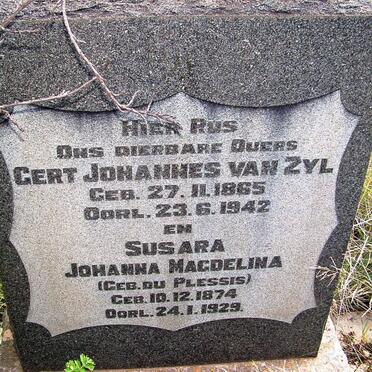 HIER RUS
ONS DIERBARE OUERS
GERT JOHANNES VAN ZYL
GEB. 27.11.1865
OORL. 23.6.1942
EN
SUSARA
JOHANNA MAGDELINA
(GEB. DU PLESSIS)
GEB. 10.12.1874
OORL. 24.1.1929.